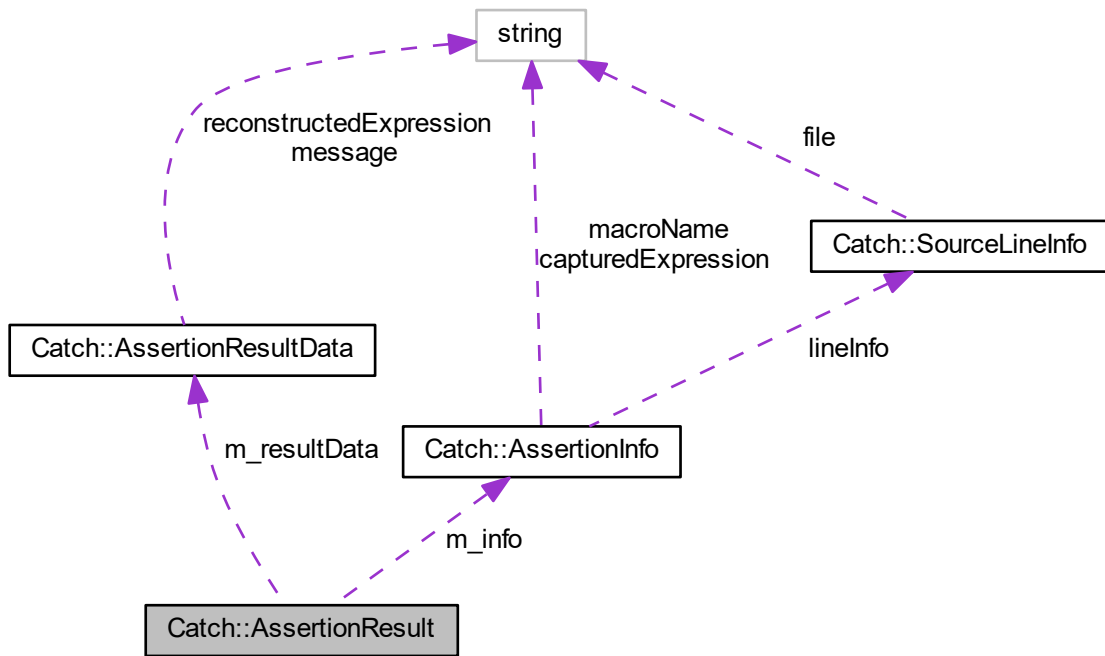 string
reconstructedExpression
message
file
macroName
capturedExpression
Catch::SourceLineInfo
Catch::AssertionResultData
lineInfo
m_resultData
Catch::AssertionInfo
m_info
Catch::AssertionResult